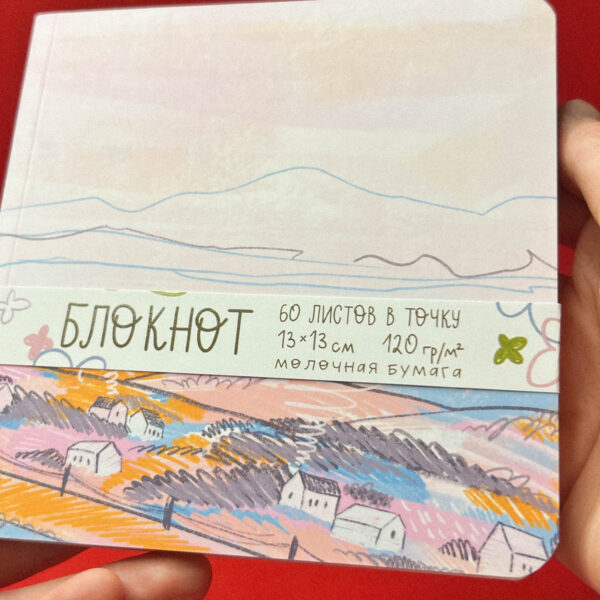 БЛОКНОТ
60 ЛИСТОВ В ТОЧКУ
13×13 см 120 гр/м²
молочная бумага